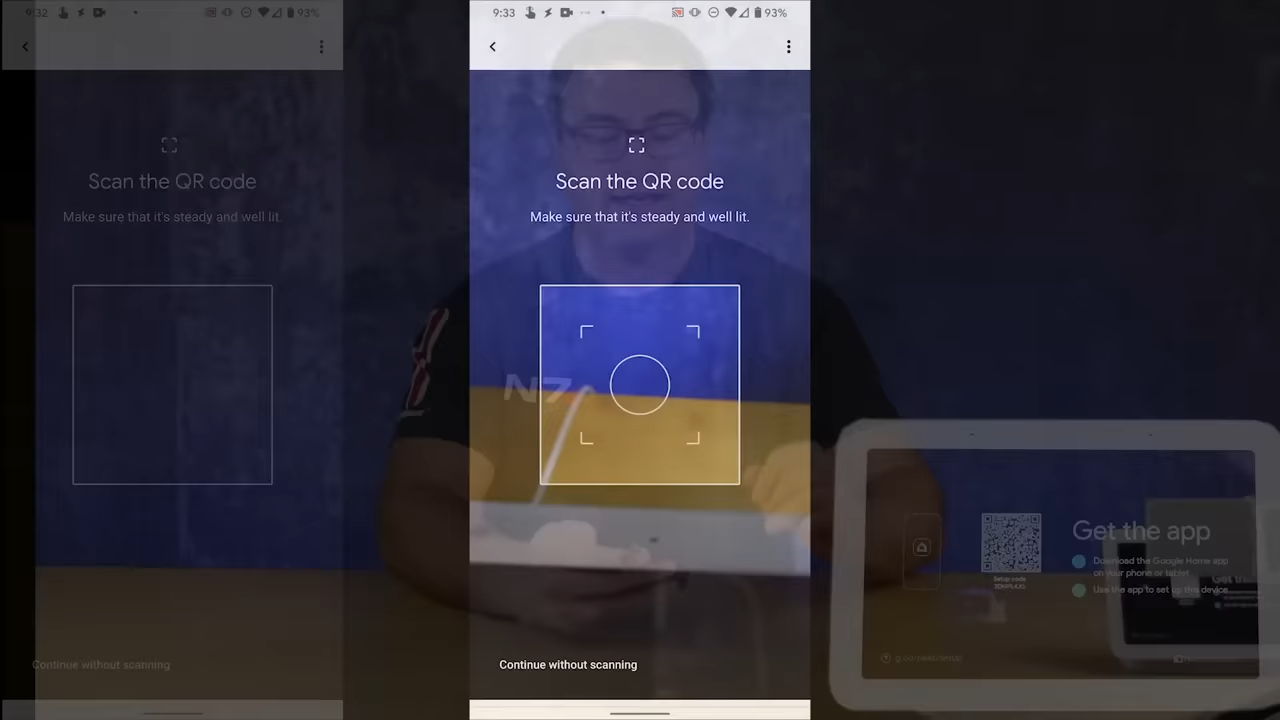 9:32
93%
Scan the QR code
Make sure that it's steady and well lit.
Continue without scanning
9:33
93%
Scan the QR code
Make sure that it's steady and well lit.
N7
Continue without scanning
Get the app
Download the Google Home app
on your phone or tablet
Use the app to set up this device
Setup code